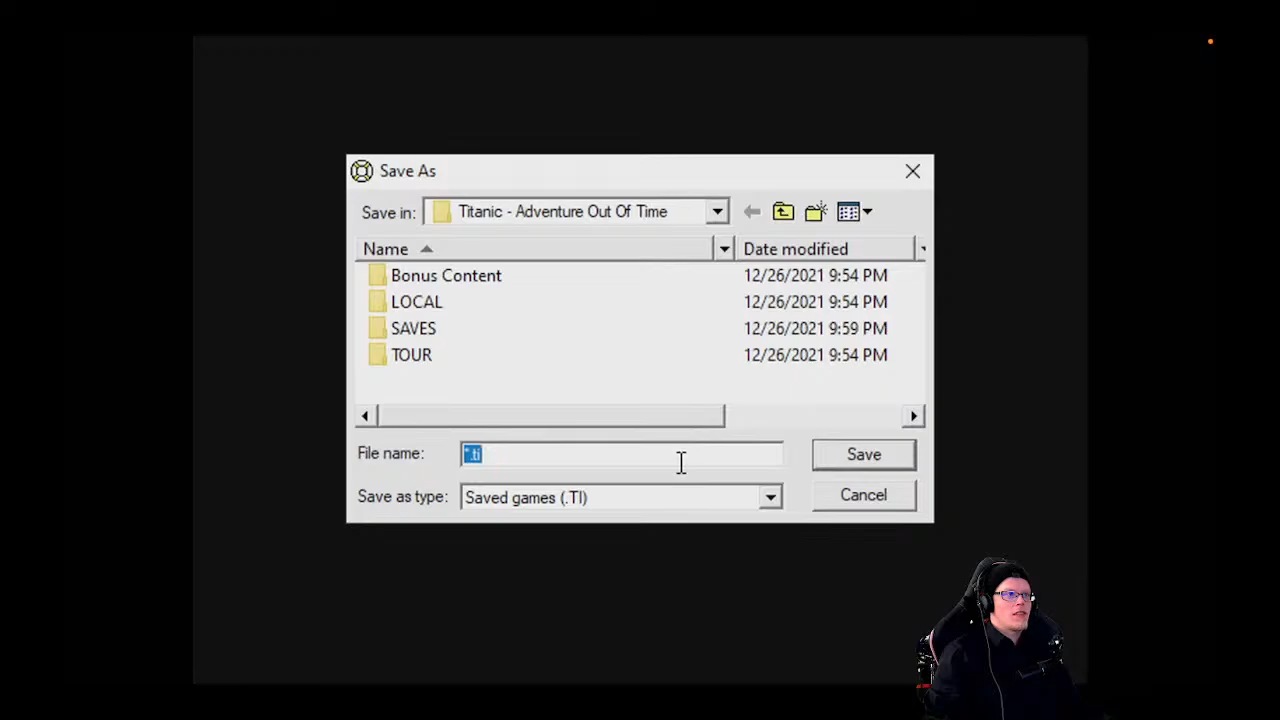 Save As
Save in: Titanic - Adventure Out Of Time
Name Date modified
Bonus Content 12/26/2021 9:54 PM
LOCAL 12/26/2021 9:54 PM
SAVES 12/26/2021 9:59 PM
TOUR 12/26/2021 9:54 PM
File name: *.ti Save
Save as type: Saved games (.TI) Cancel